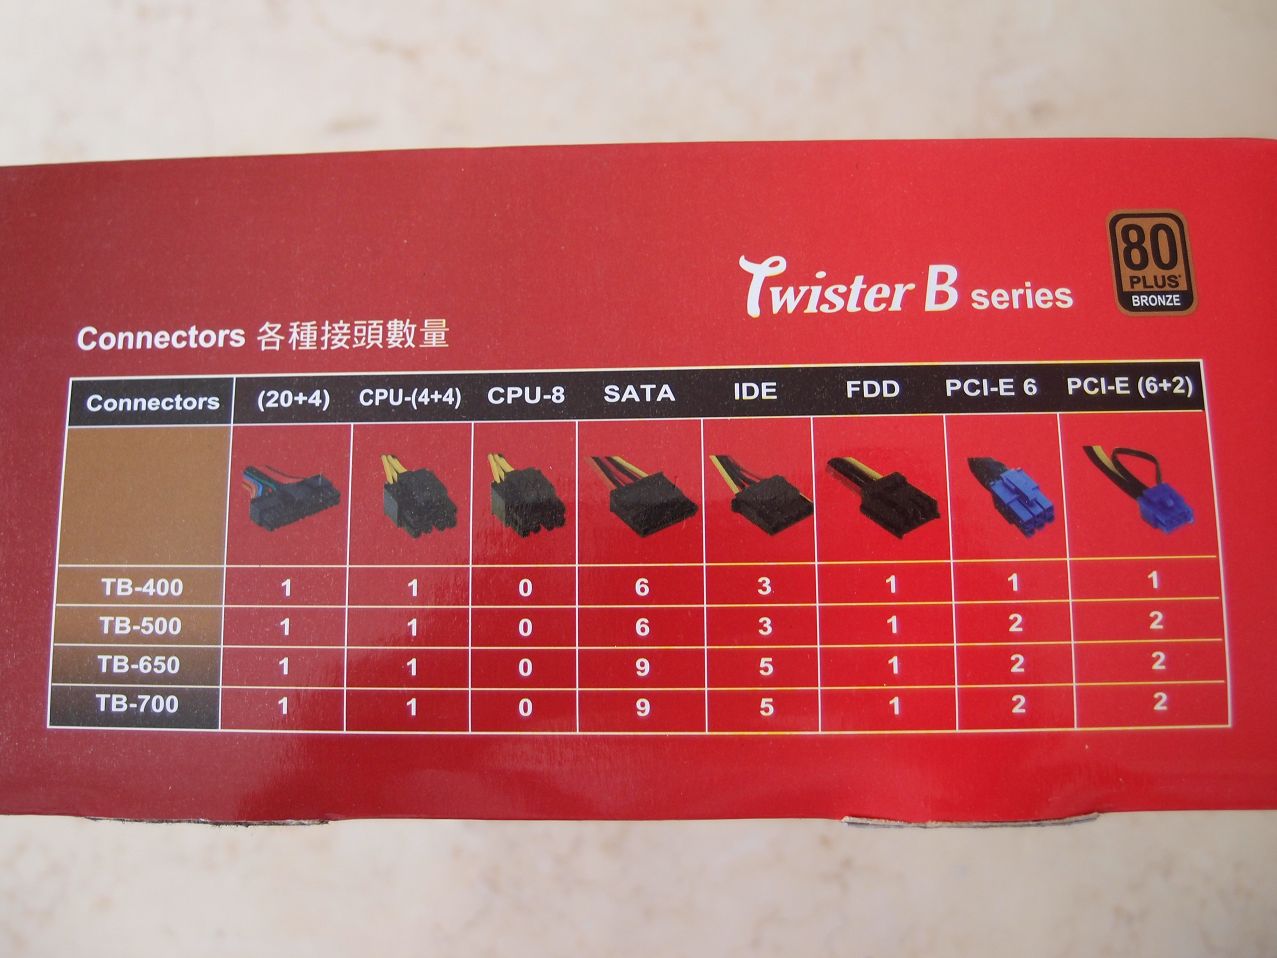 Twister B series
80
PLUS®
BRONZE
Connectors 各種接頭數量
Connectors (20+4) CPU-(4+4) CPU-8 SATA IDE FDD PCI-E 6 PCI-E (6+2)
TB-400 1 1 0 6 3 1 1 1
TB-500 1 1 0 6 3 1 2 2
TB-650 1 1 0 9 5 1 2 2
TB-700 1 1 0 9 5 1 2 2